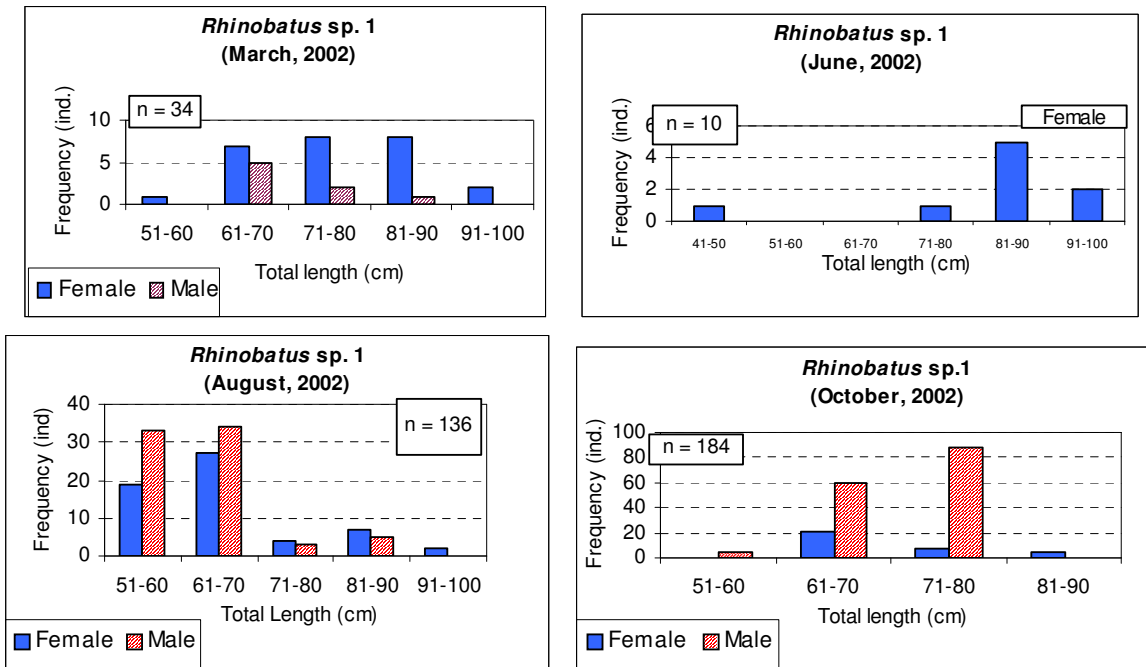 Rhinobatus sp. 1
(March, 2002)
n = 34
Frequency (ind.)
10
5
0
51-60 61-70 71-80 81-90 91-100
Total length (cm)
Female Male
Rhinobatus sp. 1
(June, 2002)
n = 10
Female
Frequency (ind.)
6
4
2
0
41-50 51-60 61-70 71-80 81-90 91-100
Total length (cm)
Rhinobatus sp. 1
(August, 2002)
n = 136
Frequency (ind)
40
30
20
10
0
51-60 61-70 71-80 81-90 91-100
Total Length (cm)
Female Male
Rhinobatus sp.1
(October, 2002)
n = 184
Frequency (ind.)
100
80
60
40
20
0
51-60 61-70 71-80 81-90
Total length (cm)
Female Male